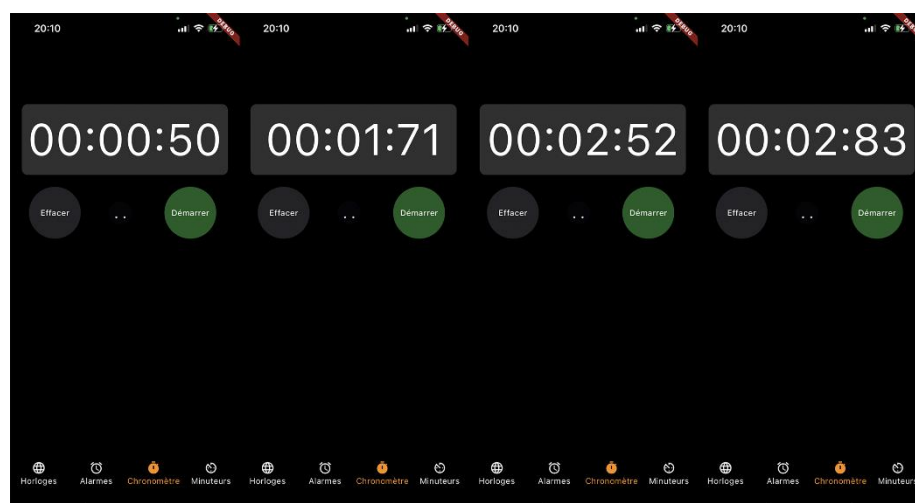 20:10
DEBUG
00:00:50
Effacer
Démarrer
Horloges Alarmes Chronomètre Minuteurs
20:10
DEBUG
00:01:71
Effacer
Démarrer
Horloges Alarmes Chronomètre Minuteurs
20:10
DEBUG
00:02:52
Effacer
Démarrer
Horloges Alarmes Chronomètre Minuteurs
20:10
00:02:83
Effacer
Démarrer
Horloges Alarmes Chronomètre Minuteurs